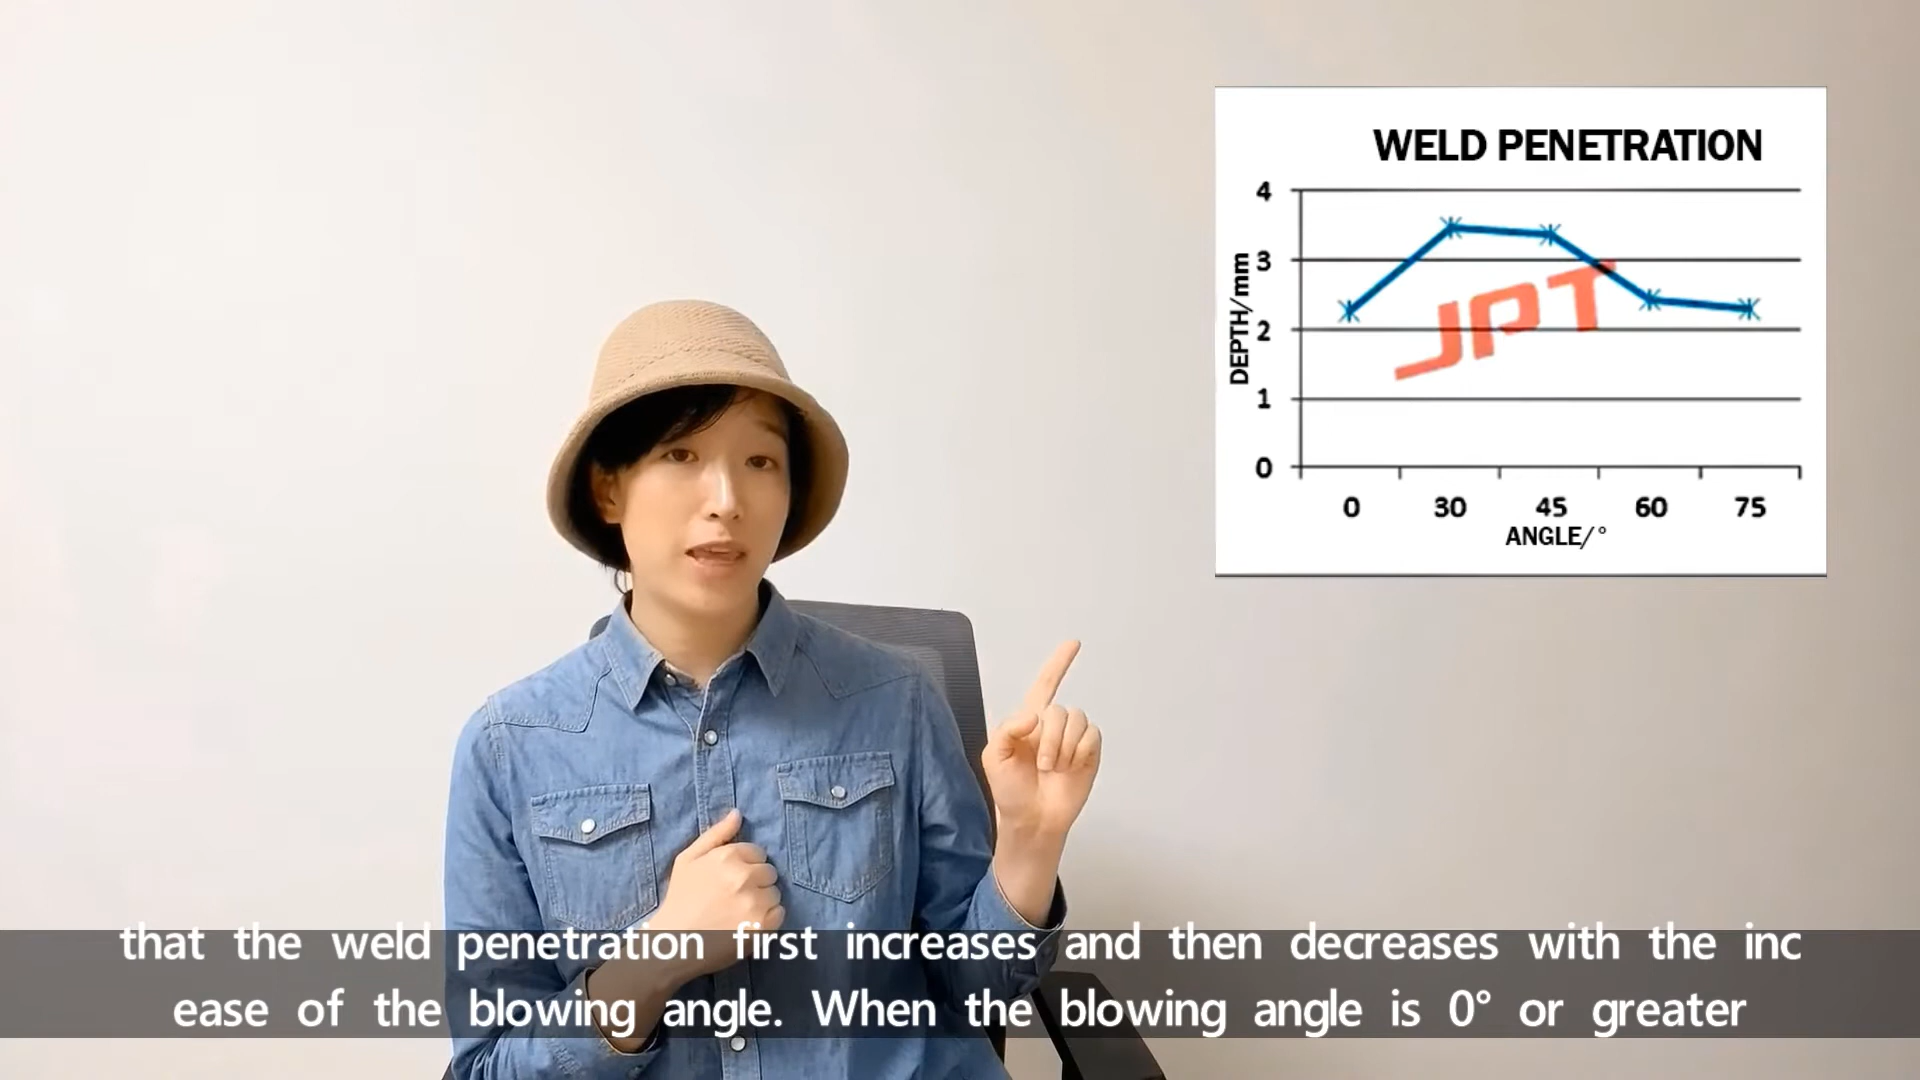 WELD PENETRATION
4
3
2
1
0
DEPTH/mm
JPT
0 30 45 60 75
ANGLE/°
that the weld penetration first increases and then decreases with the inc
ease of the blowing angle. When the blowing angle is 0° or greater